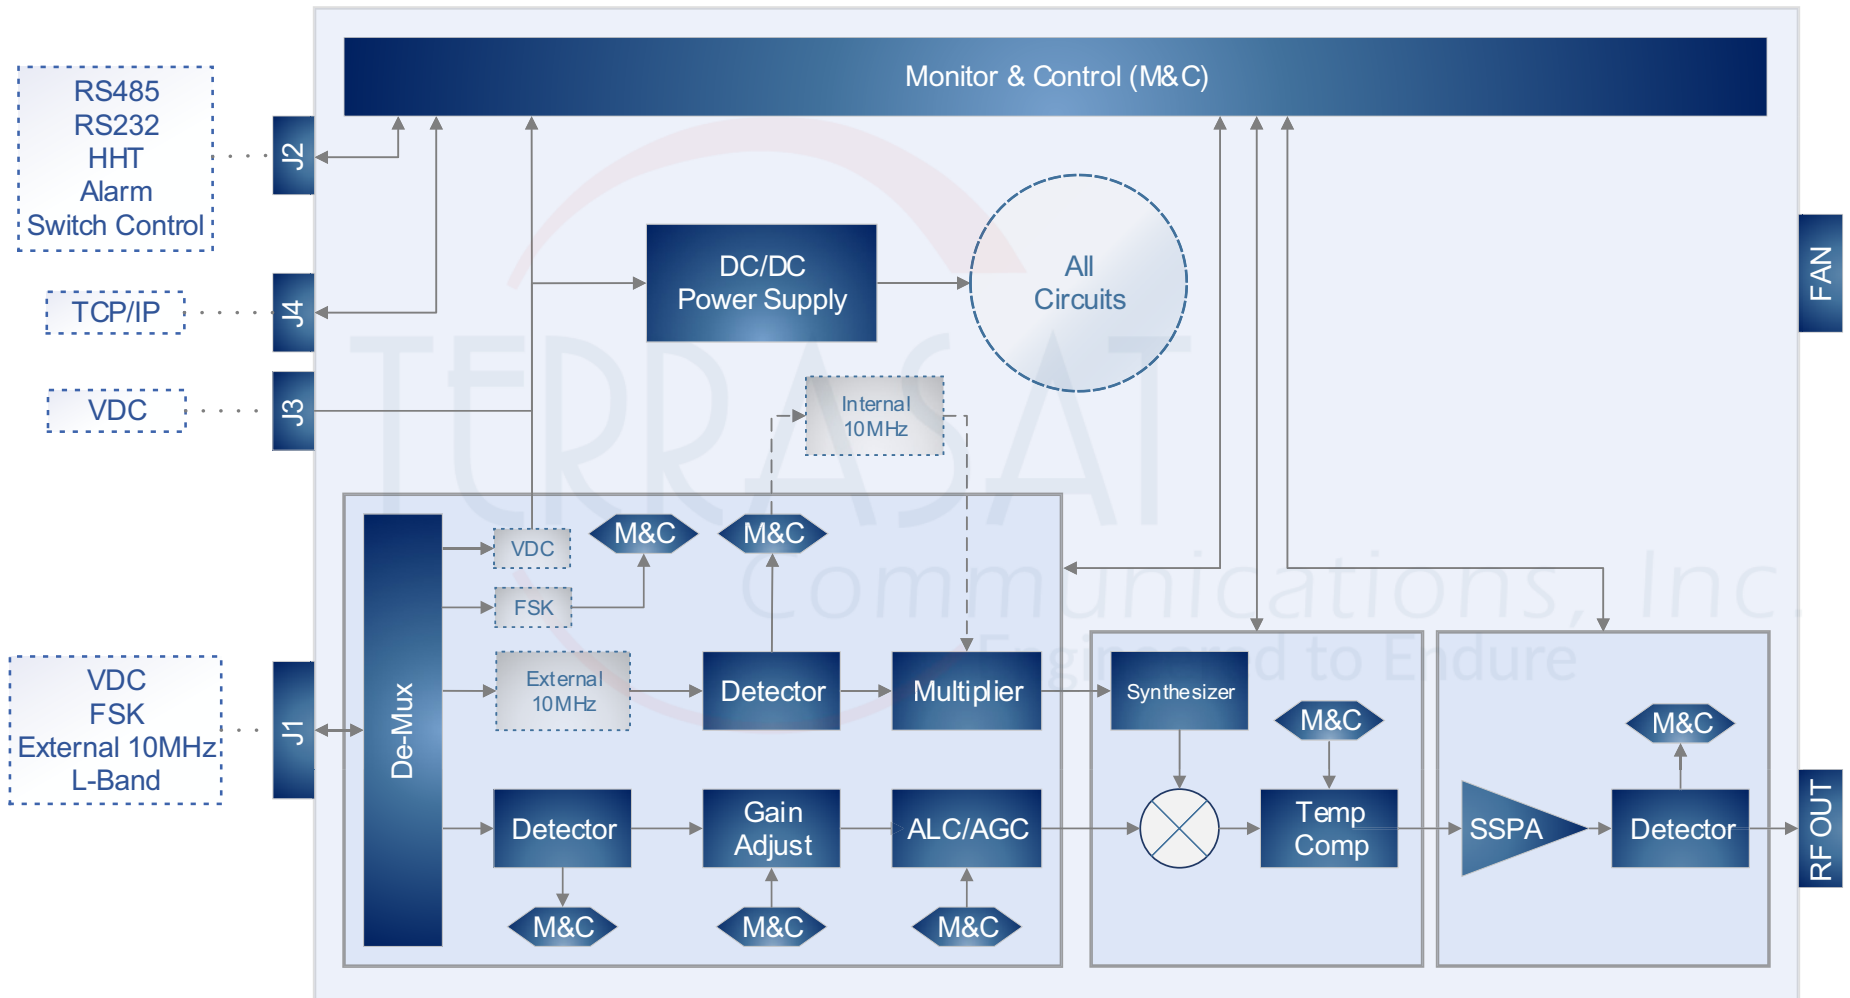 Monitor & Control (M&C)
RS485
RS232
HHT
Alarm
Switch Control
J2
TCP/IP
J4
VDC
J3
DC/DC
Power Supply
All
Circuits
FAN
Internal
10MHz
TERRASAT
Communications, Inc.
Engineered to Endure
VDC
FSK
External 10MHz
L-Band
J1
De-Mux
VDC
M&C
M&C
FSK
External
10MHz
Detector
Multiplier
Synthesizer
M&C
M&C
Detector
Gain
Adjust
ALC/AGC
Temp
Comp
SSPA
Detector
RF OUT
M&C
M&C
M&C